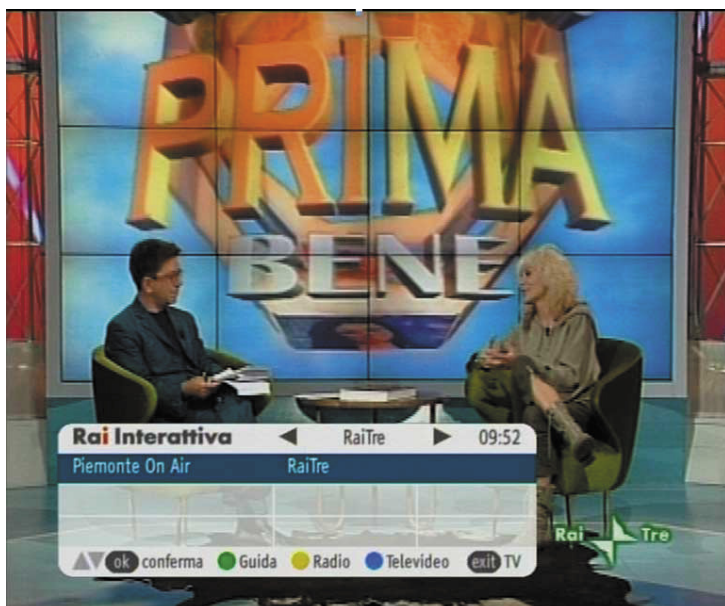 PRIMA
BENE
Rai Interattiva ◀ RaiTre ▶ 09:52
Piemonte On Air RaiTre
ok conferma Guida Radio Televideo exit TV
Rai Tre